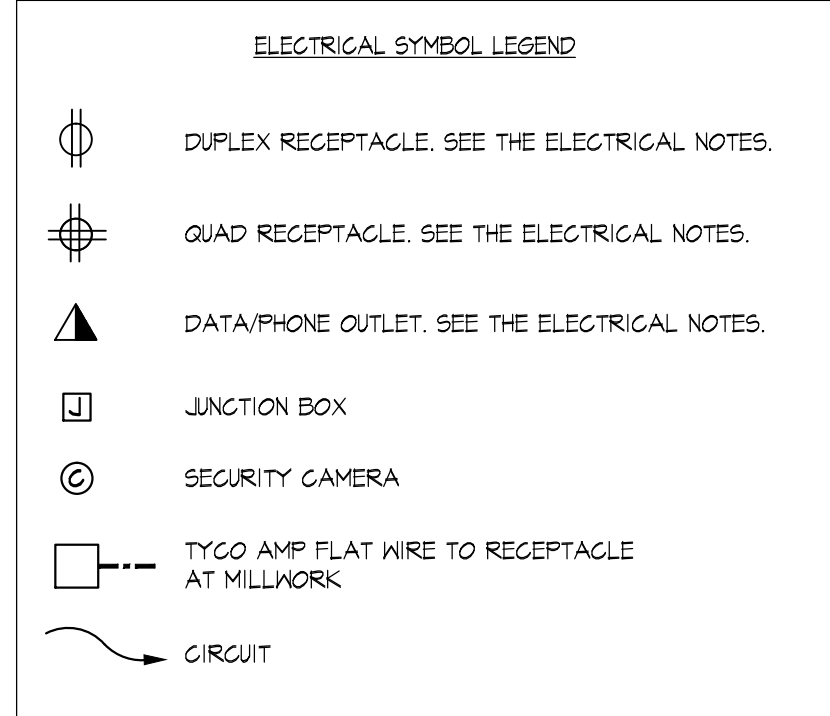 ELECTRICAL SYMBOL LEGEND
DUPLEX RECEPTACLE. SEE THE ELECTRICAL NOTES.
QUAD RECEPTACLE. SEE THE ELECTRICAL NOTES.
DATA/PHONE OUTLET. SEE THE ELECTRICAL NOTES.
J JUNCTION BOX
C SECURITY CAMERA
TYCO AMP FLAT WIRE TO RECEPTACLE
AT MILLWORK
CIRCUIT